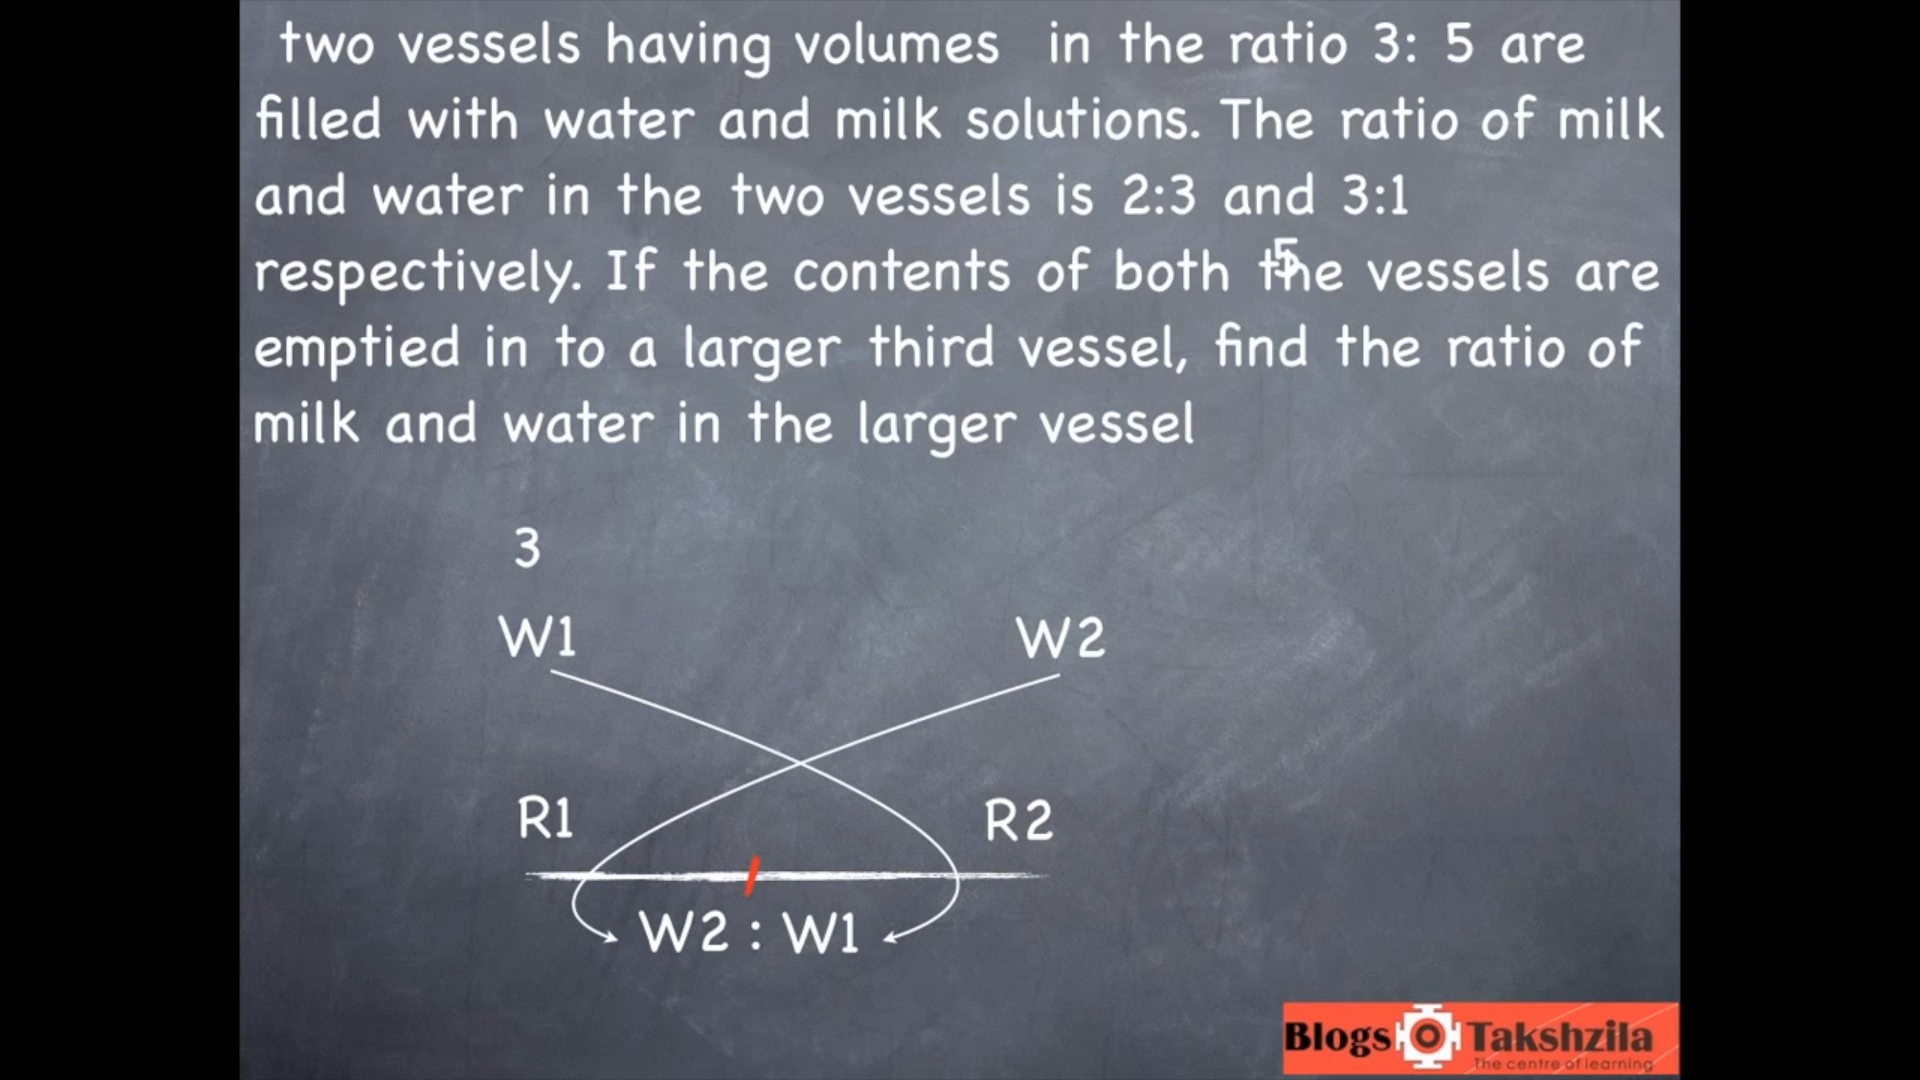 two vessels having volumes in the ratio 3: 5 are
filled with water and milk solutions. The ratio of milk
and water in the two vessels is 2:3 and 3:1
5
respectively. If the contents of both the vessels are
emptied in to a larger third vessel, find the ratio of
milk and water in the larger vessel
3
W1 W2
R1 R2
W2 : W1
Blogs Takshzila
The centre of learning